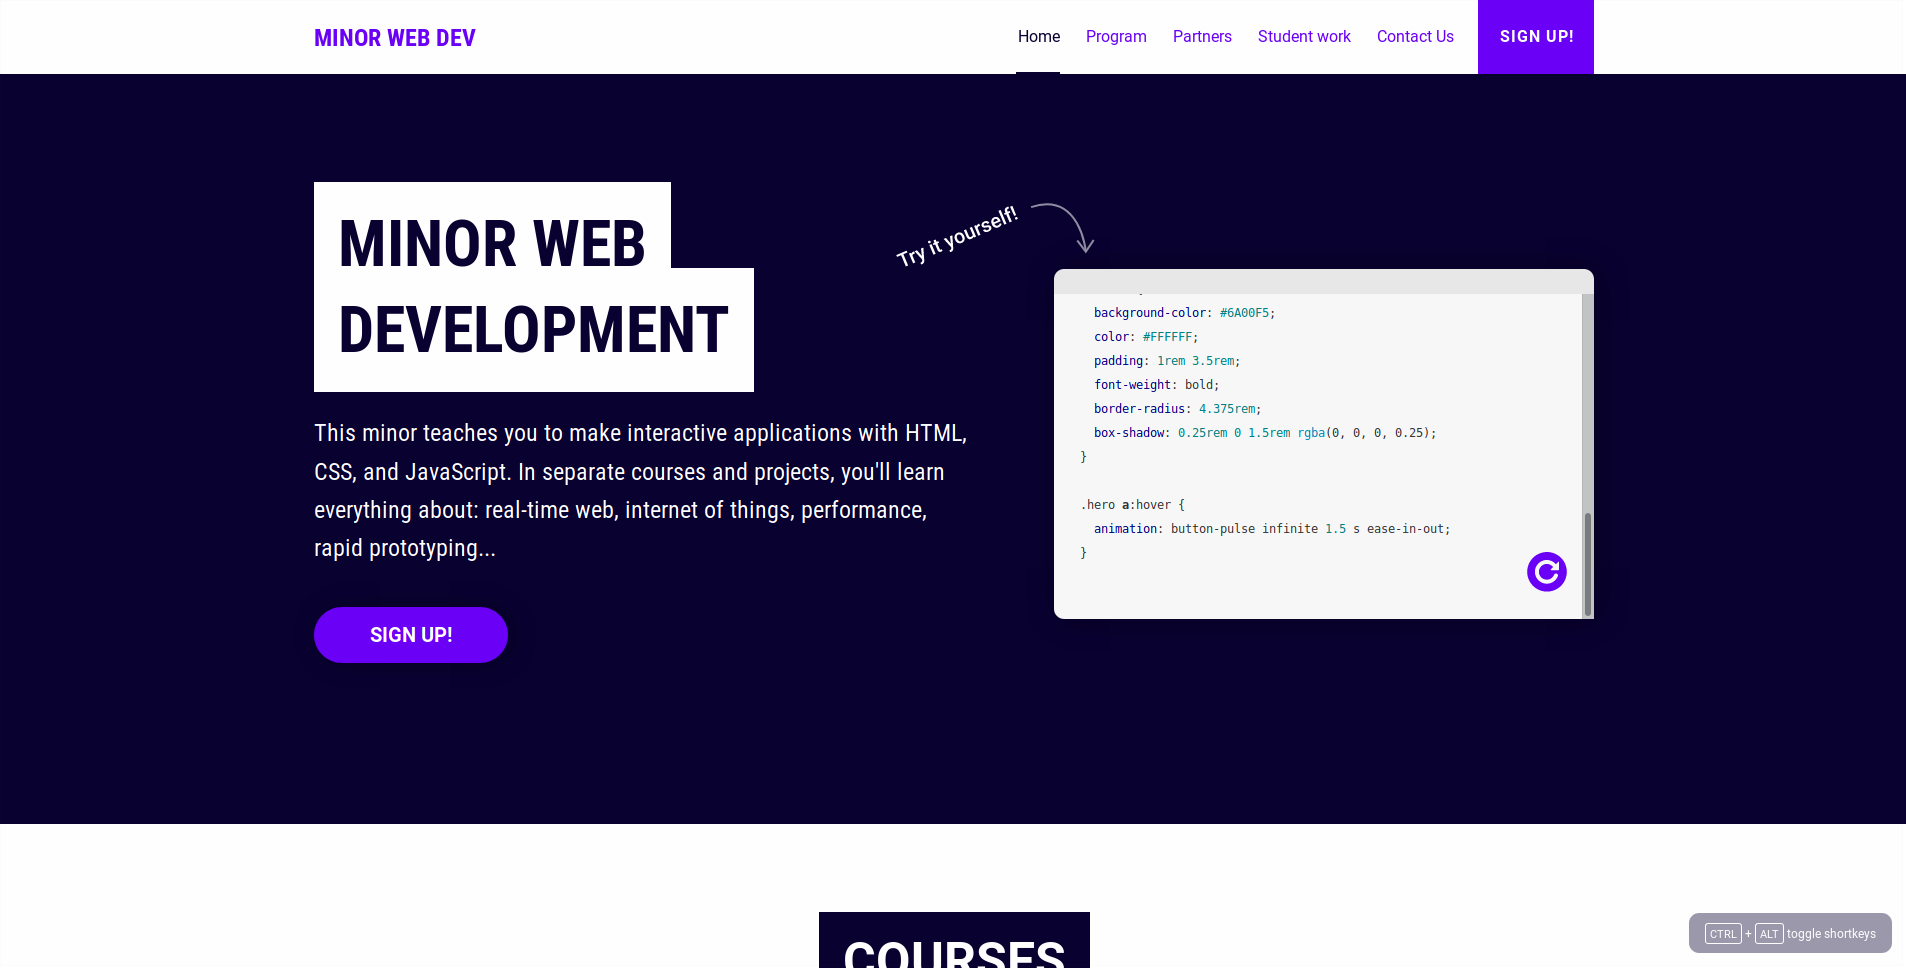 MINOR WEB DEV
Home
Program
Partners
Student work
Contact Us
SIGN UP!
MINOR WEB
DEVELOPMENT
This minor teaches you to make interactive applications with HTML,
CSS, and JavaScript. In separate courses and projects, you'll learn
everything about: real-time web, internet of things, performance,
rapid prototyping...
SIGN UP!
Try it yourself!
background-color: #6A00F5;
color: #FFFFFF;
padding: 1rem 3.5rem;
font-weight: bold;
border-radius: 4.375rem;
box-shadow: 0.25rem 0 1.5rem rgba(0, 0, 0, 0.25);
}
.hero a:hover {
animation: button-pulse infinite 1.5 s ease-in-out;
}
COURSES
CTRL + ALT toggle shortkeys